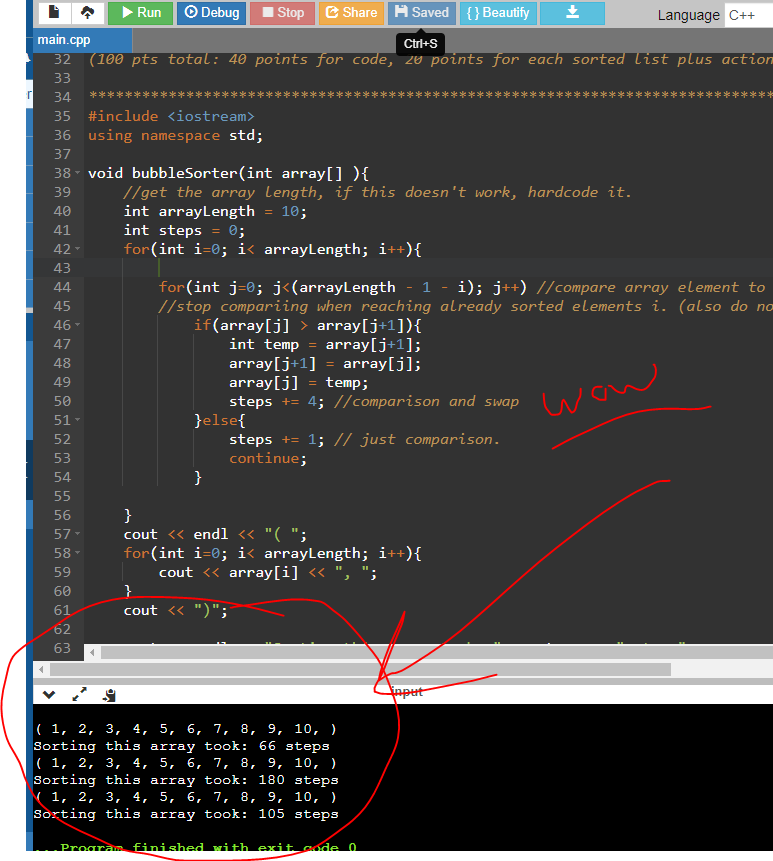 Run Debug Stop Share Saved { } Beautify Language C++
main.cpp
Ctrl+S
32 (100 pts total: 40 points for code, 20 points for each sorted list plus action
33
34 ******************************************************************************
35 #include <iostream>
36 using namespace std;
37
38 void bubbleSorter(int array[] ){
39 //get the array length, if this doesn't work, hardcode it.
40 int arrayLength = 10;
41 int steps = 0;
42 for(int i=0; i< arrayLength; i++){
43
44 for(int j=0; j<(arrayLength - 1 - i); j++) //compare array element to
45 //stop compariing when reaching already sorted elements i. (also do no
46 if(array[j] > array[j+1]){
47 int temp = array[j+1];
48 array[j+1] = array[j];
49 array[j] = temp;
50 steps += 4; //comparison and swap
wow
51 }else{
52 steps += 1; // just comparison.
53 continue;
54 }
55
56 }
57 cout << endl << "( ";
58 for(int i=0; i< arrayLength; i++){
59 cout << array[i] << ", ";
60 }
61 cout << ")";
62
63
input
( 1, 2, 3, 4, 5, 6, 7, 8, 9, 10, )
Sorting this array took: 66 steps
( 1, 2, 3, 4, 5, 6, 7, 8, 9, 10, )
Sorting this array took: 180 steps
( 1, 2, 3, 4, 5, 6, 7, 8, 9, 10, )
Sorting this array took: 105 steps
...Program finished with exit code 0